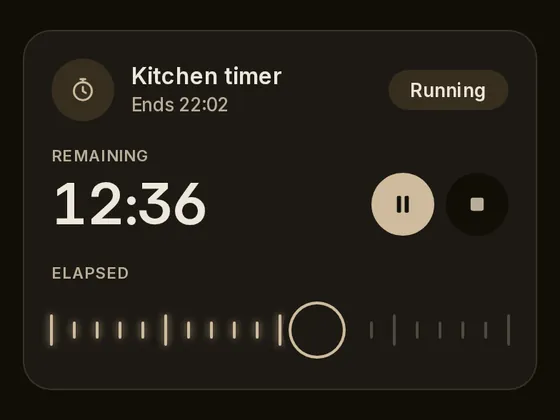 Kitchen timer
Ends 22:02
Running
REMAINING
12:36
ELAPSED